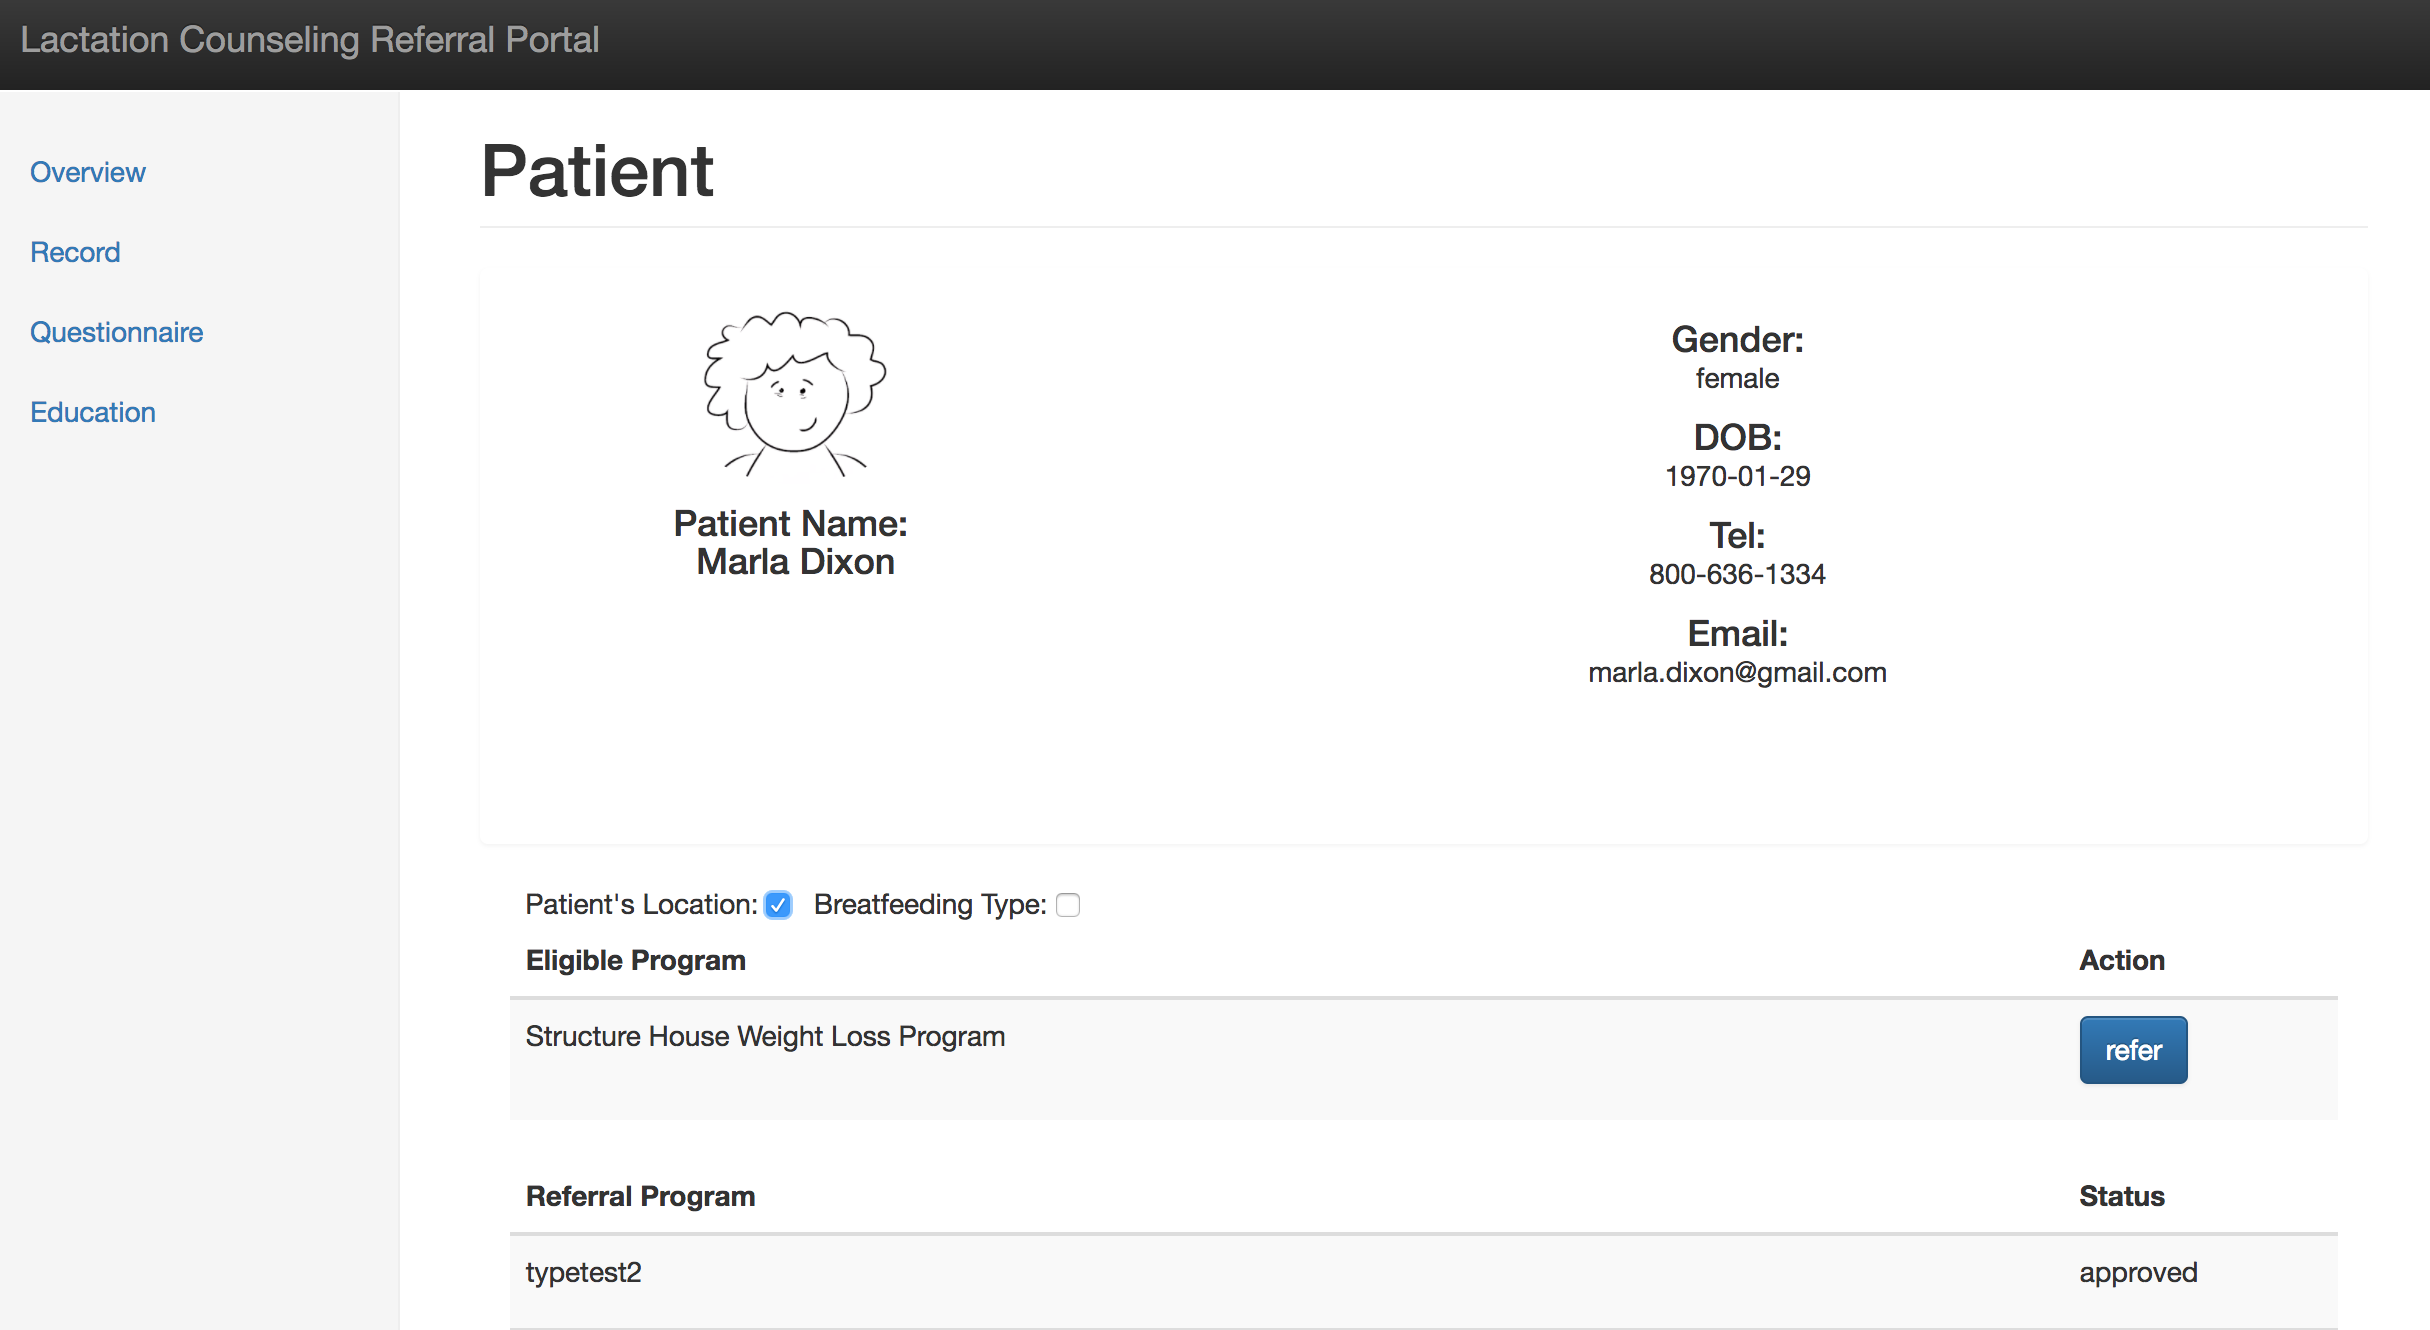 Lactation Counseling Referral Portal
Overview
Record
Questionnaire
Education
Patient
Patient Name:
Marla Dixon
Gender:
female
DOB:
1970-01-29
Tel:
800-636-1334
Email:
marla.dixon@gmail.com
Patient's Location: Breatfeeding Type:
Eligible Program Action
Structure House Weight Loss Program refer
Referral Program Status
typetest2 approved